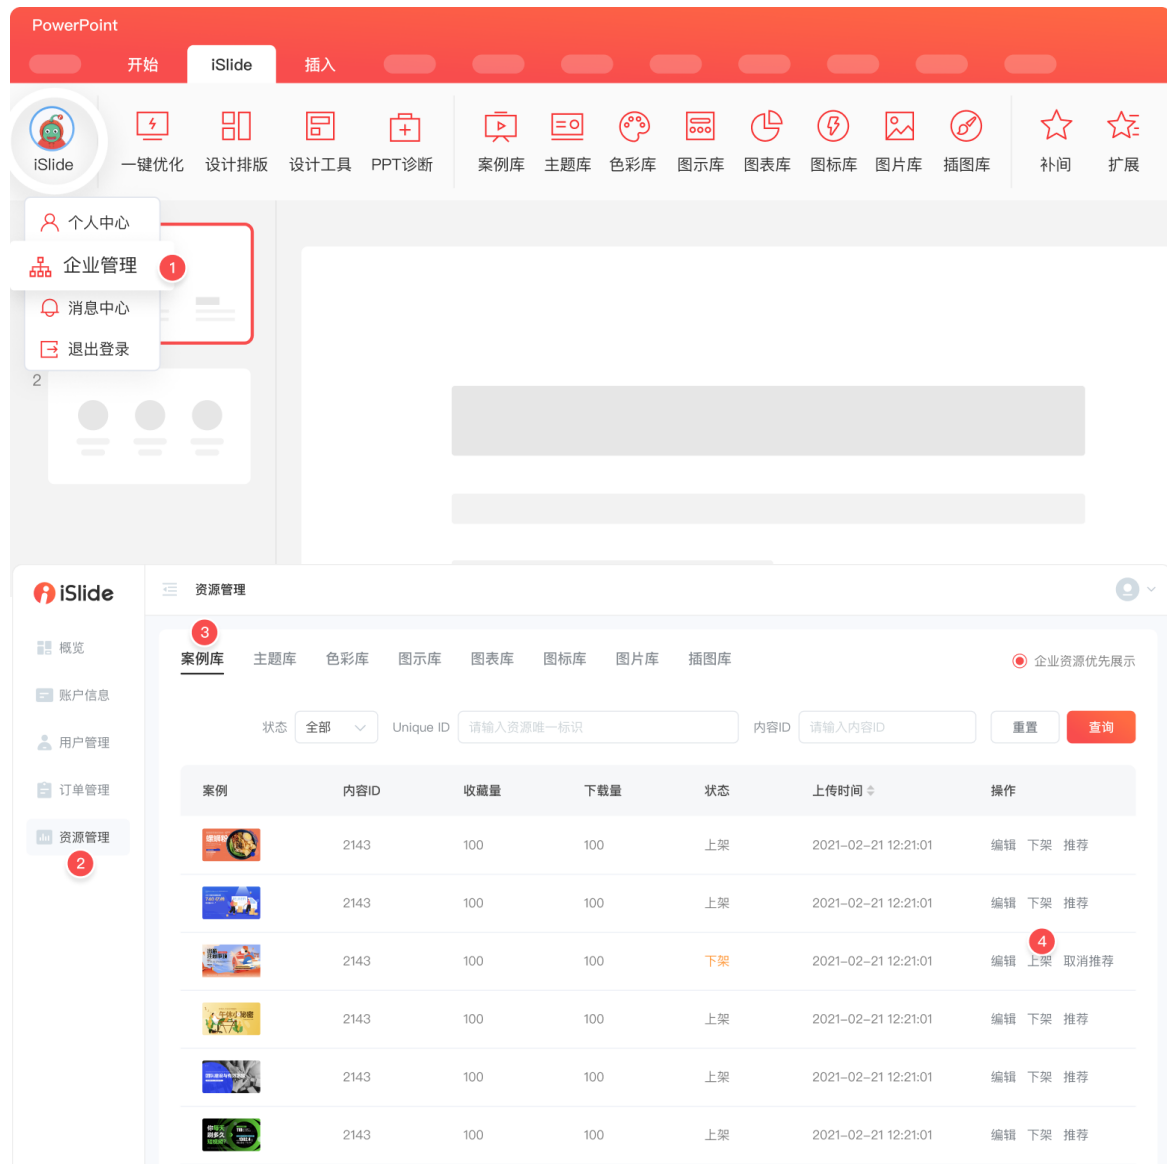 PowerPoint
开始 iSlide 插入
iSlide 一键优化 设计排版 设计工具 PPT诊断 案例库 主题库 色彩库 图示库 图表库 图标库 图片库 插图库 补间 扩展
个人中心
企业管理 1
消息中心
退出登录
2
iSlide 资源管理
概览
账户信息
用户管理
订单管理
资源管理
2
3
案例库 主题库 色彩库 图示库 图表库 图标库 图片库 插图库 企业资源优先展示
状态 全部 Unique ID 请输入资源唯一标识 内容ID 请输入内容ID 重置 查询
案例 内容ID 收藏量 下载量 状态 上传时间 操作
2143 100 100 上架 2021-02-21 12:21:01 编辑 下架 推荐
2143 100 100 上架 2021-02-21 12:21:01 编辑 下架 推荐
4
2143 100 100 下架 2021-02-21 12:21:01 编辑 上架 取消推荐
2143 100 100 上架 2021-02-21 12:21:01 编辑 下架 推荐
2143 100 100 上架 2021-02-21 12:21:01 编辑 下架 推荐
2143 100 100 上架 2021-02-21 12:21:01 编辑 下架 推荐